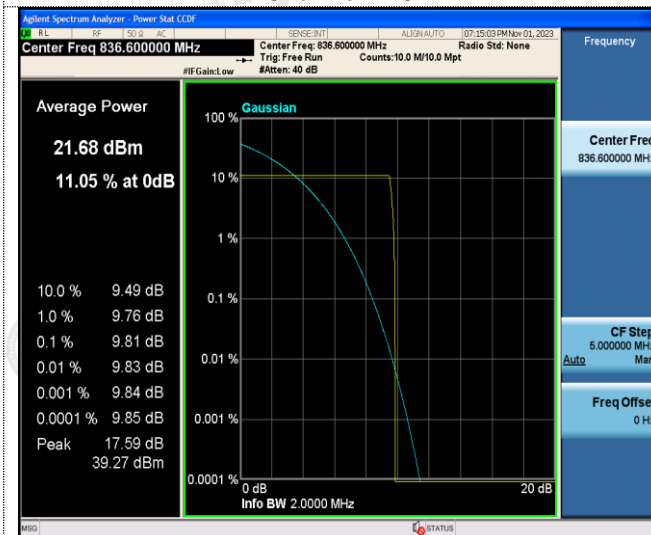 Agilent Spectrum Analyzer - Power Stat CCDF
RL RF 50 Ω AC SENSE:INT ALIGN AUTO 07:15:03 PM Nov 01, 2023
Center Freq 836.600000 MHz
Center Freq: 836.600000 MHz Radio Std: None
Trig: Free Run Counts:10.0 M/10.0 Mpt
#IFGain:Low #Atten: 40 dB
Frequency
Average Power
21.68 dBm
11.05 % at 0dB
10.0 % 9.49 dB
1.0 % 9.76 dB
0.1 % 9.81 dB
0.01 % 9.83 dB
0.001 % 9.84 dB
0.0001 % 9.85 dB
Peak 17.59 dB
39.27 dBm
Gaussian
100 %
10 %
1 %
0.1 %
0.01 %
0.001 %
0.0001 %
0 dB 20 dB
Info BW 2.0000 MHz
Center Freq
836.600000 MHz
CF Step
5.000000 MHz
Auto Man
Freq Offse
0 Hz
MSG STATUS